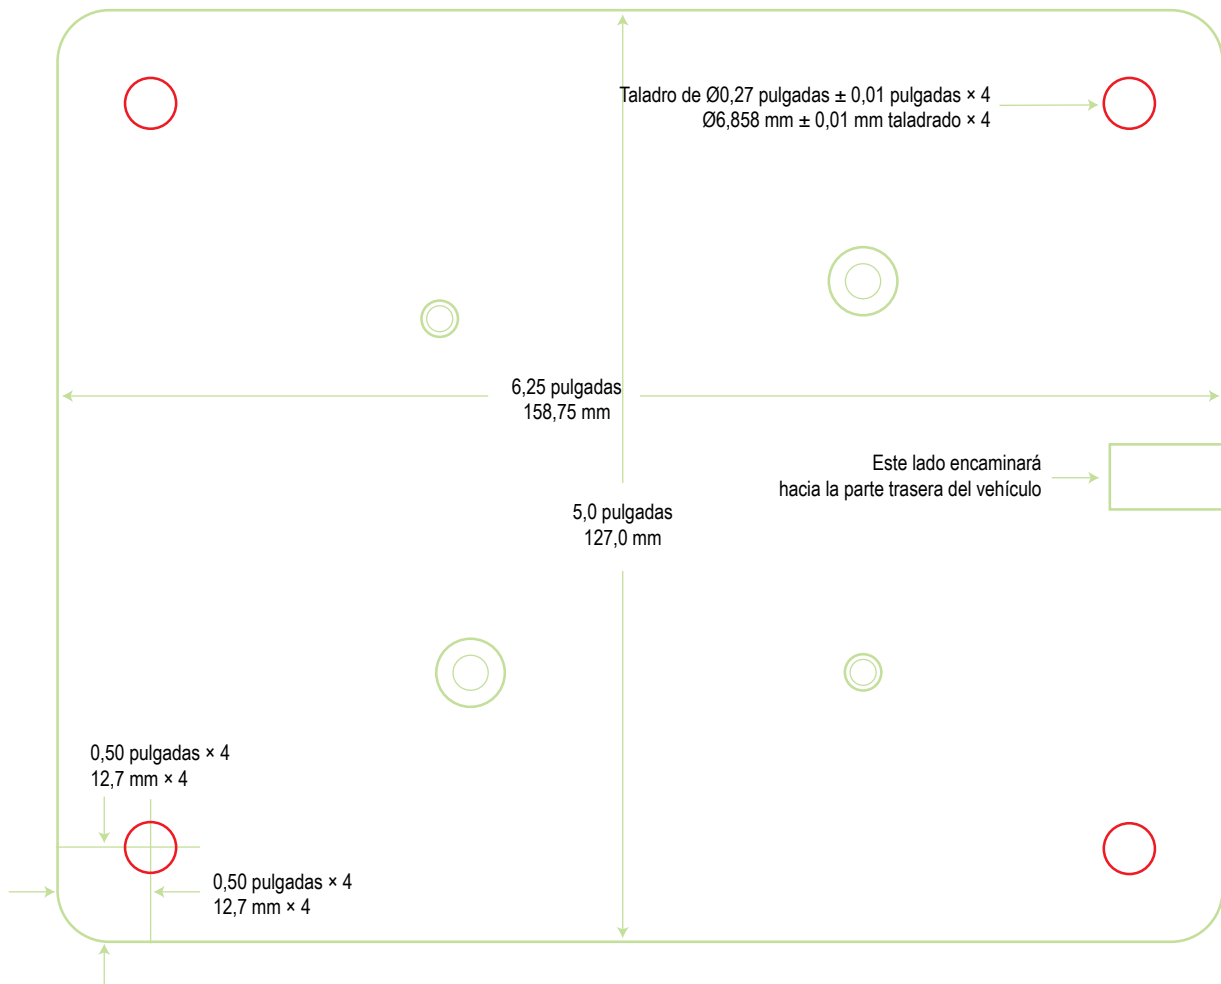 Taladro de Ø0,27 pulgadas ± 0,01 pulgadas × 4
Ø6,858 mm ± 0,01 mm taladrado × 4
6,25 pulgadas
158,75 mm
Este lado encaminará
hacia la parte trasera del vehículo
5,0 pulgadas
127,0 mm
0,50 pulgadas × 4
12,7 mm × 4
0,50 pulgadas × 4
12,7 mm × 4